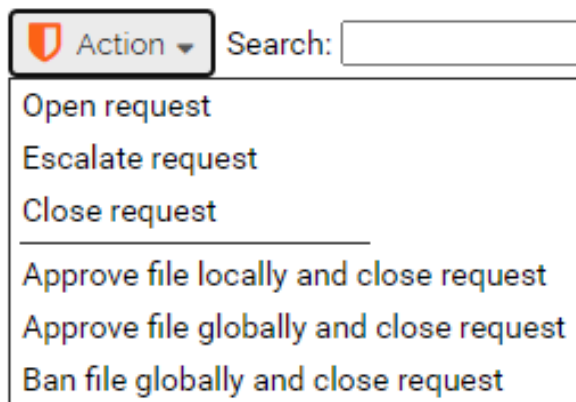 Action Search:
Open request
Escalate request
Close request
Approve file locally and close request
Approve file globally and close request
Ban file globally and close request